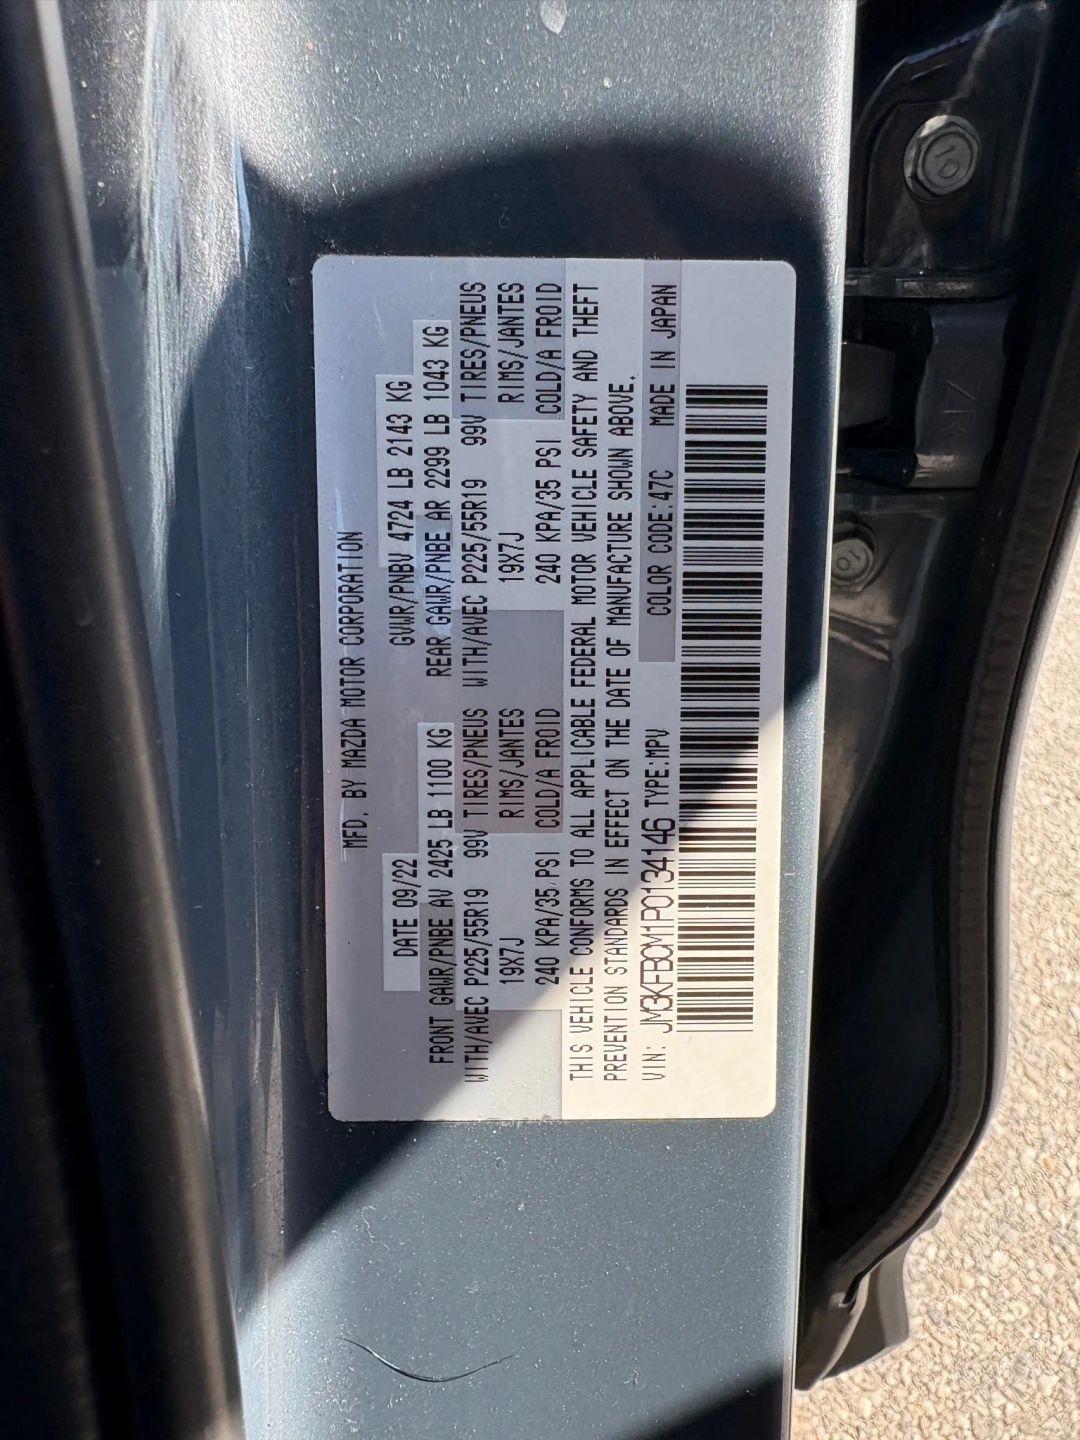 MFD. BY MAZDA MOTOR CORPORATION
DATE 09/22 GVWR/PNBV 4724 LB 2143 KG
FRONT GAWR/PNBE AV 2425 LB 1100 KG REAR GAWR/PNBE AR 2299 LB 1043 KG
WITH/AVEC P225/55R19 99V TIRES/PNEUS WITH/AVEC P225/55R19 99V TIRES/PNEUS
19X7J RIMS/JANTES 19X7J RIMS/JANTES
240 KPA/35 PSI COLD/A FROID 240 KPA/35 PSI COLD/A FROID
THIS VEHICLE CONFORMS TO ALL APPLICABLE FEDERAL MOTOR VEHICLE SAFETY AND THEFT
PREVENTION STANDARDS IN EFFECT ON THE DATE OF MANUFACTURE SHOWN ABOVE.
VIN: JM3KFBCM1P0134146 TYPE:MPV COLOR CODE:47C MADE IN JAPAN
10
ZR